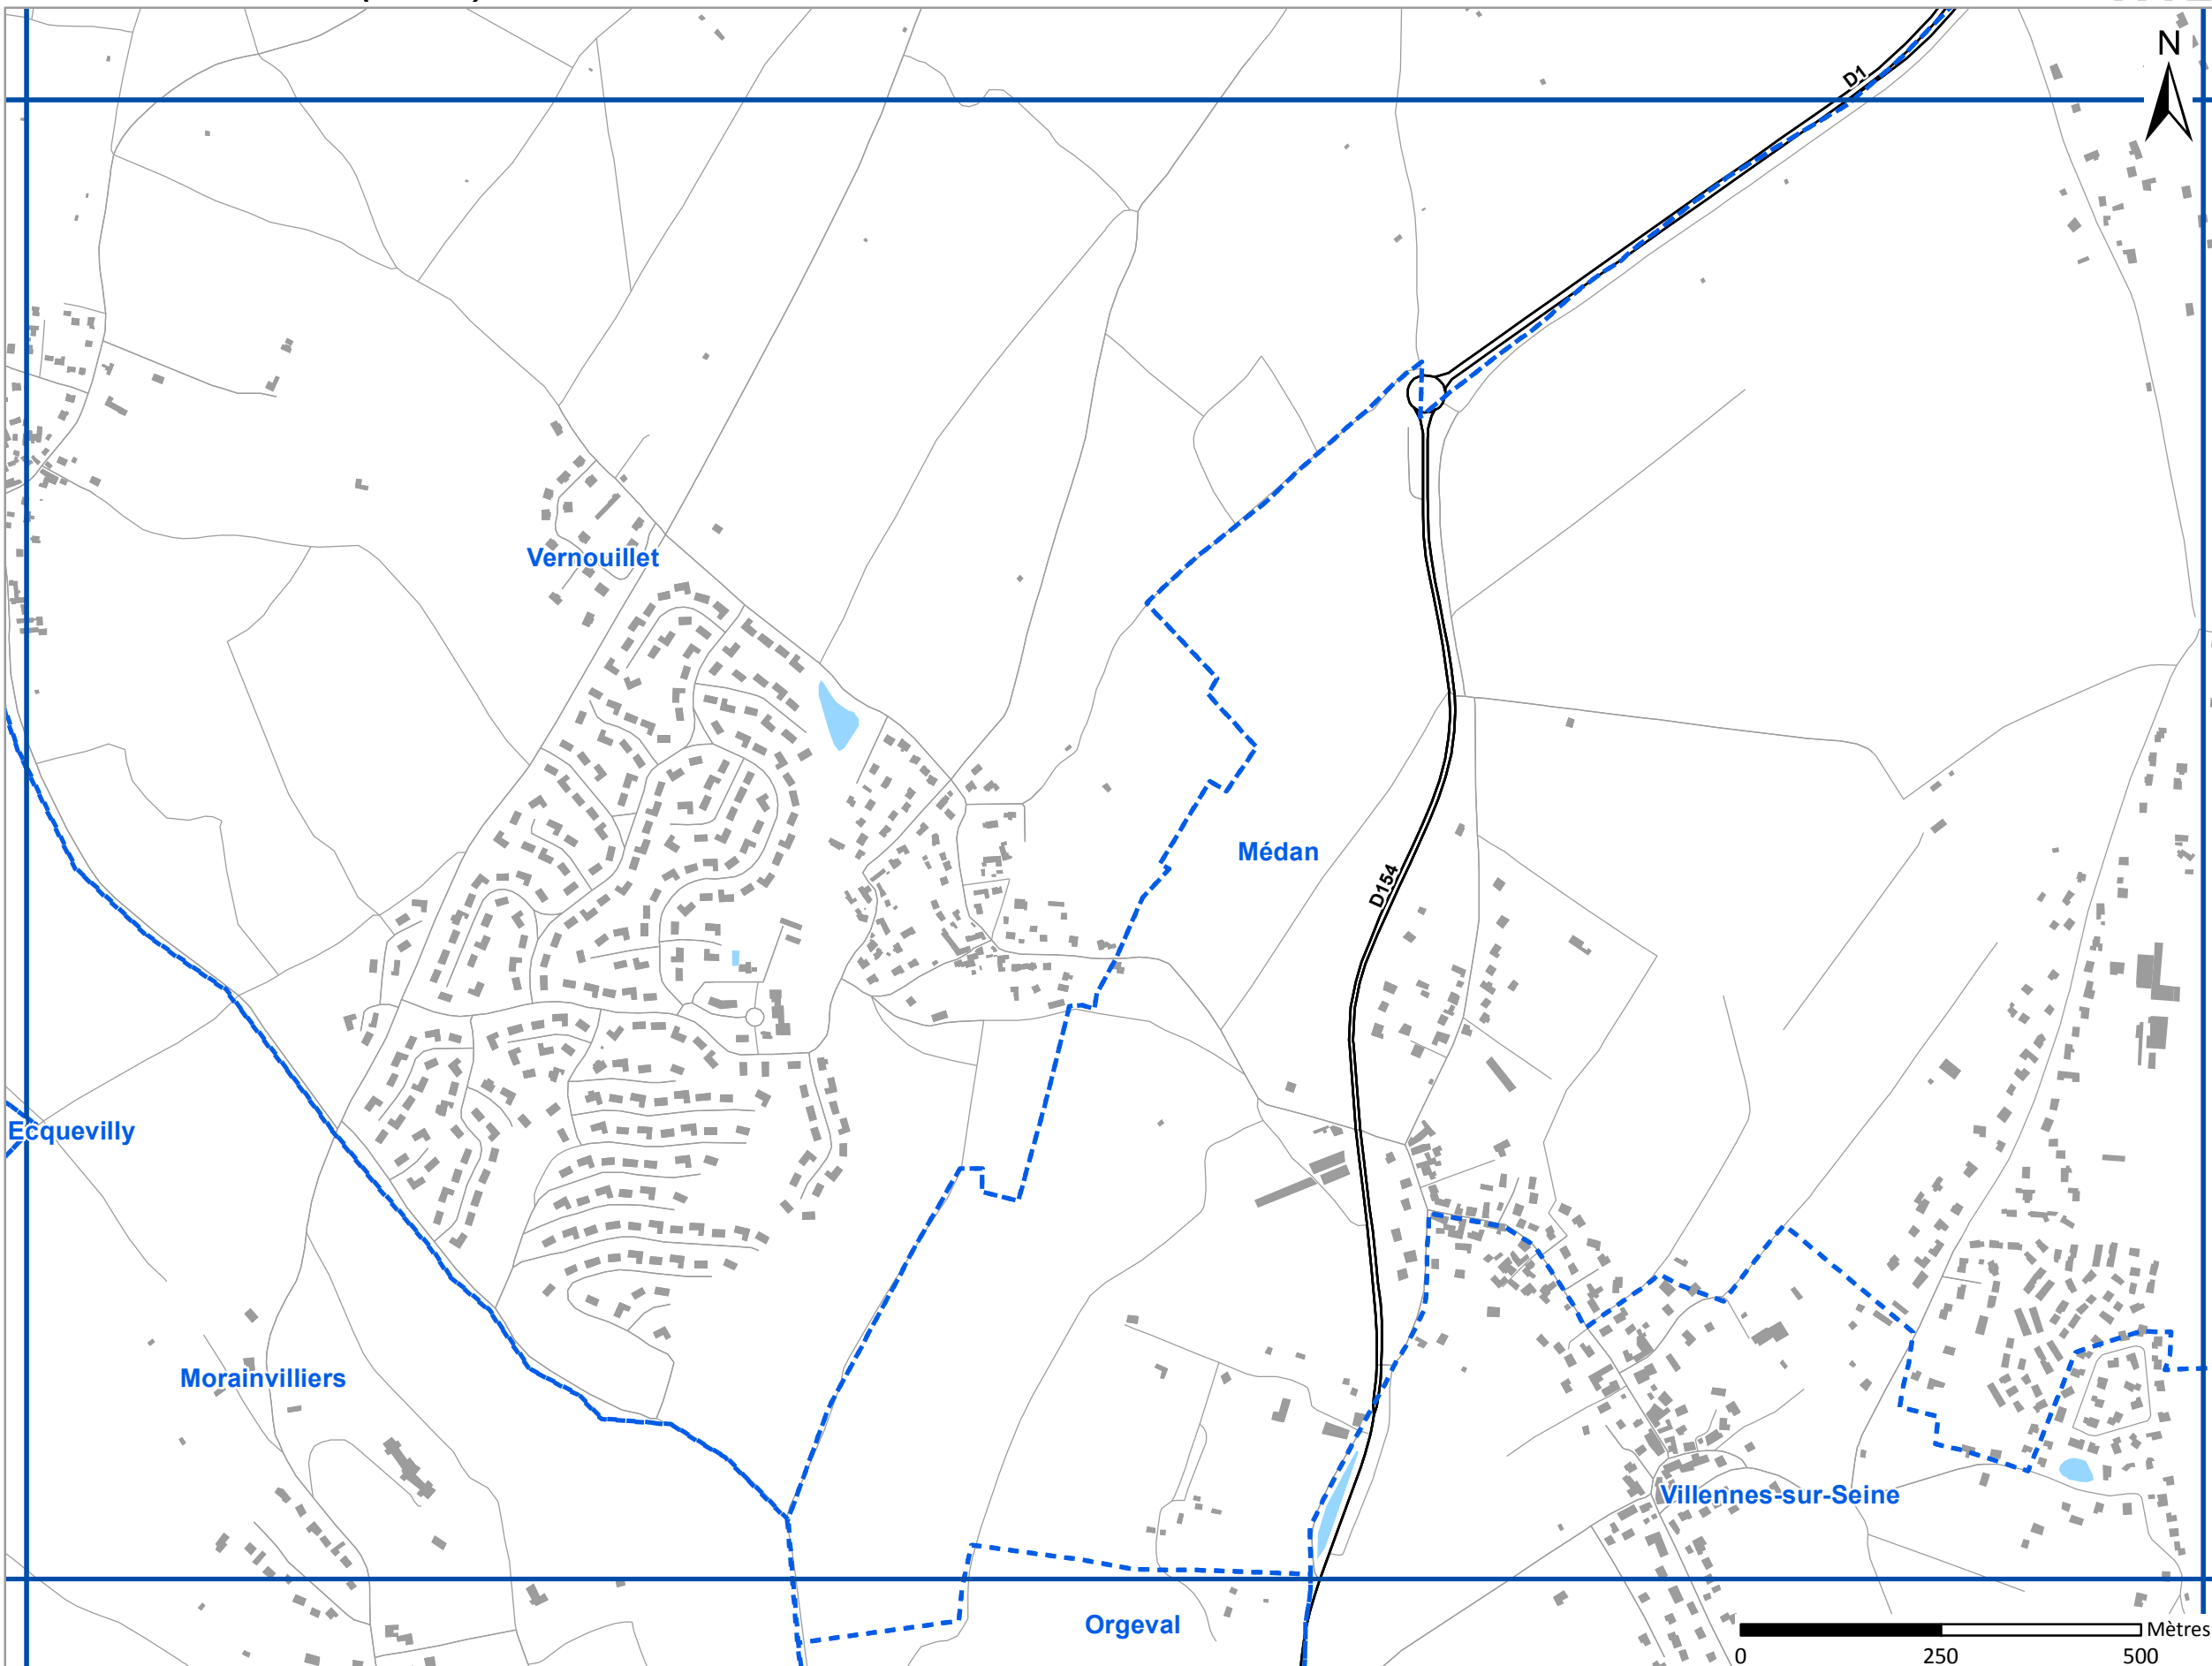 N
D1
Vernouillet
Médan
D154
Ecquevilly
Morainvilliers
Villennes-sur-Seine
Orgeval
Mètres
0 250 500